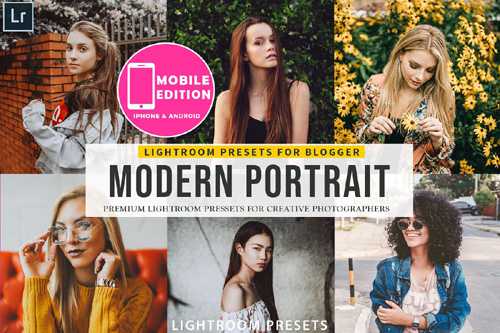 Lr
MOBILE
EDITION
IPHONE & ANDROID
LIGHTROOM PRESETS FOR BLOGGER
MODERN PORTRAIT
PREMIUM LIGHTROOM PRESSETS FOR CREATIVE PHOTOGRAPHERS
LIGHTROOM PRESETS